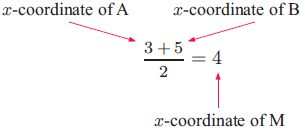 x-coordinate of A x-coordinate of B
3 + 5
2
= 4
x-coordinate of M